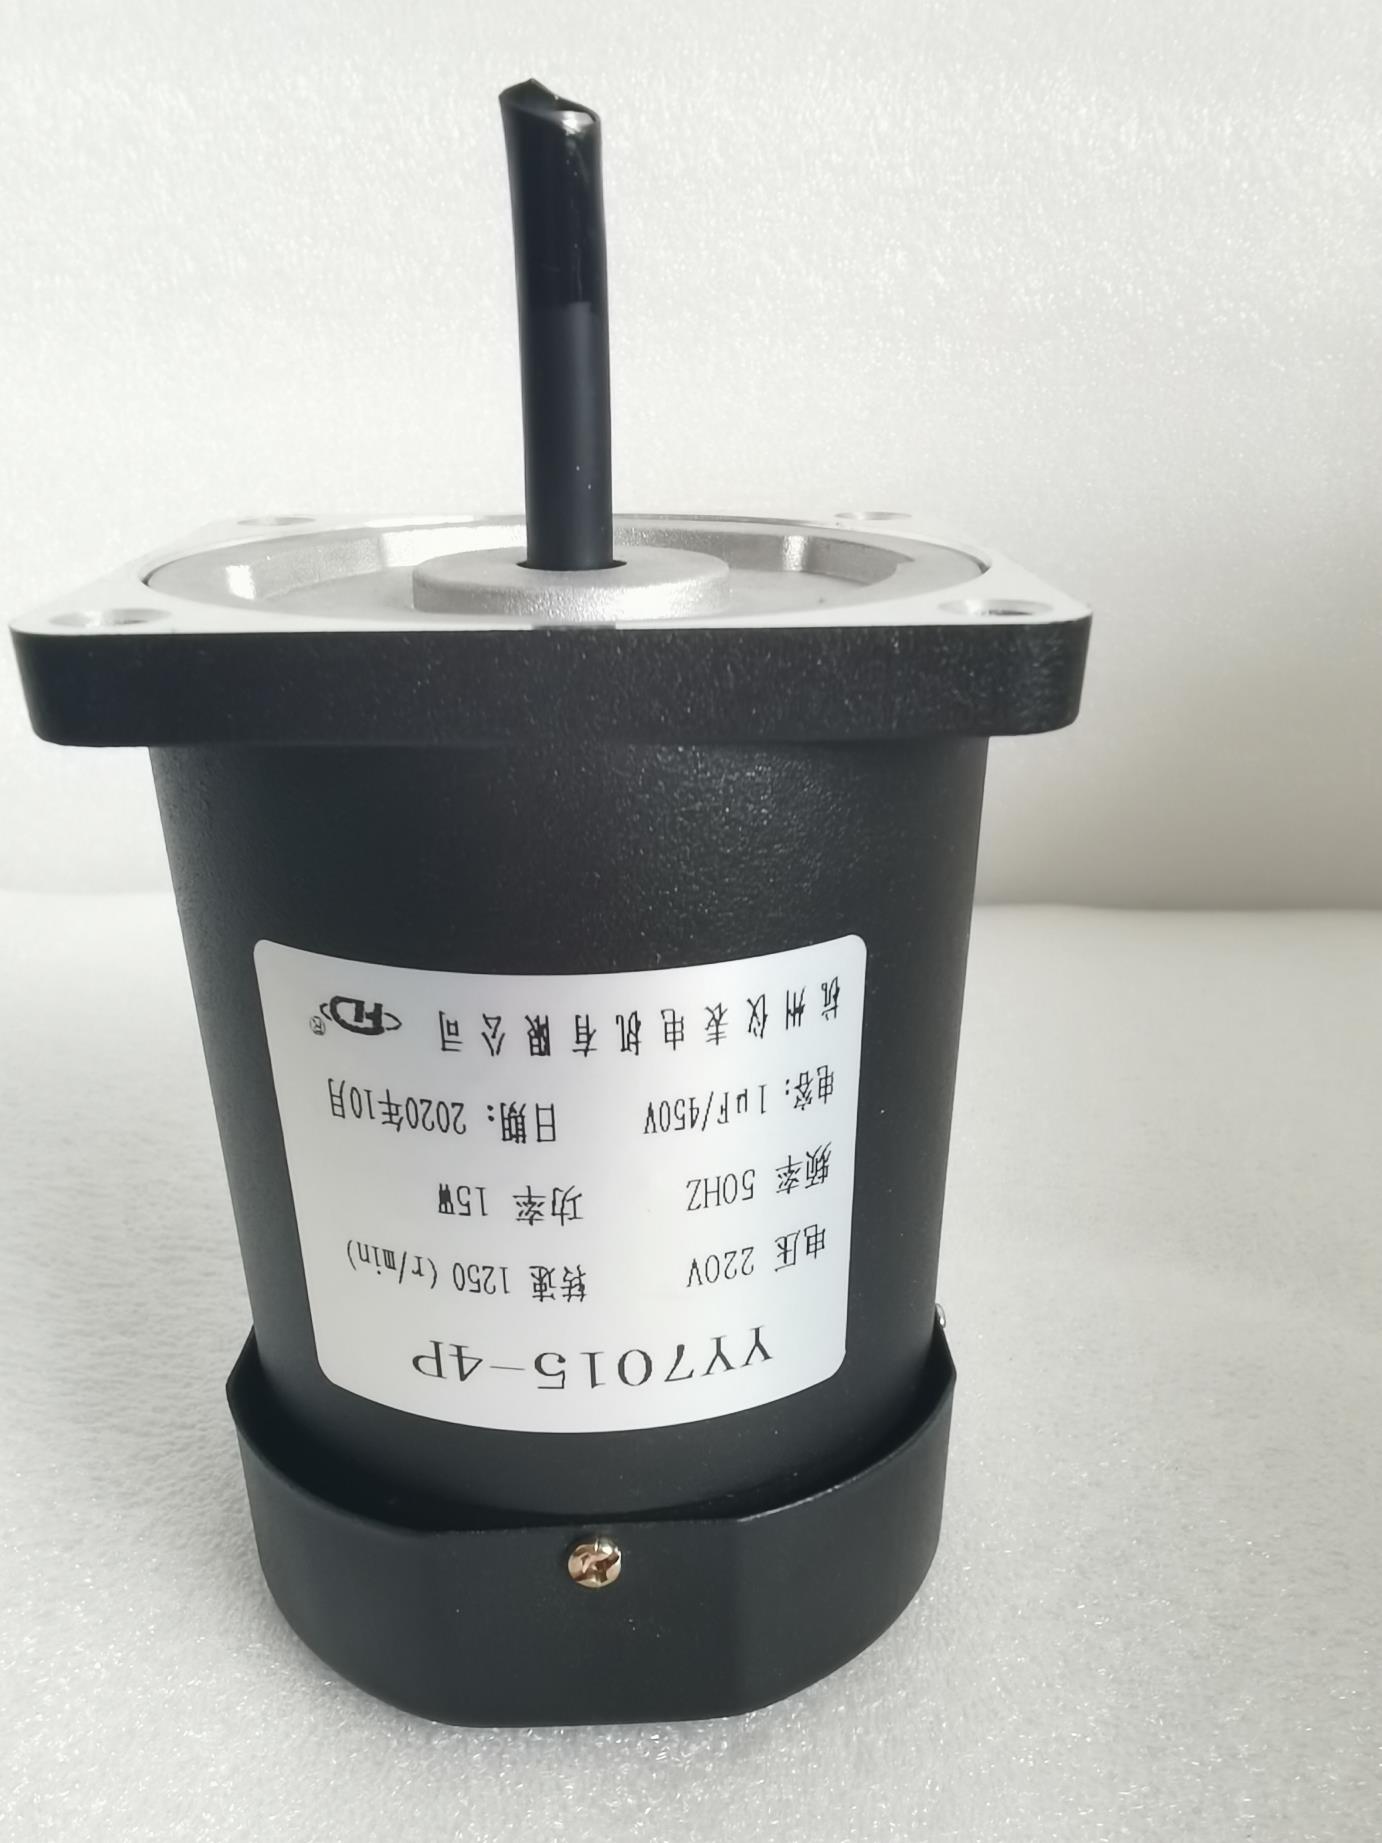 YY7015-4P
电压 220V 转速 1250(r/min)
频率 50HZ 功率 15W
电容:1μF/450V 日期:2020年10月
杭州仪表电机有限公司 HD®